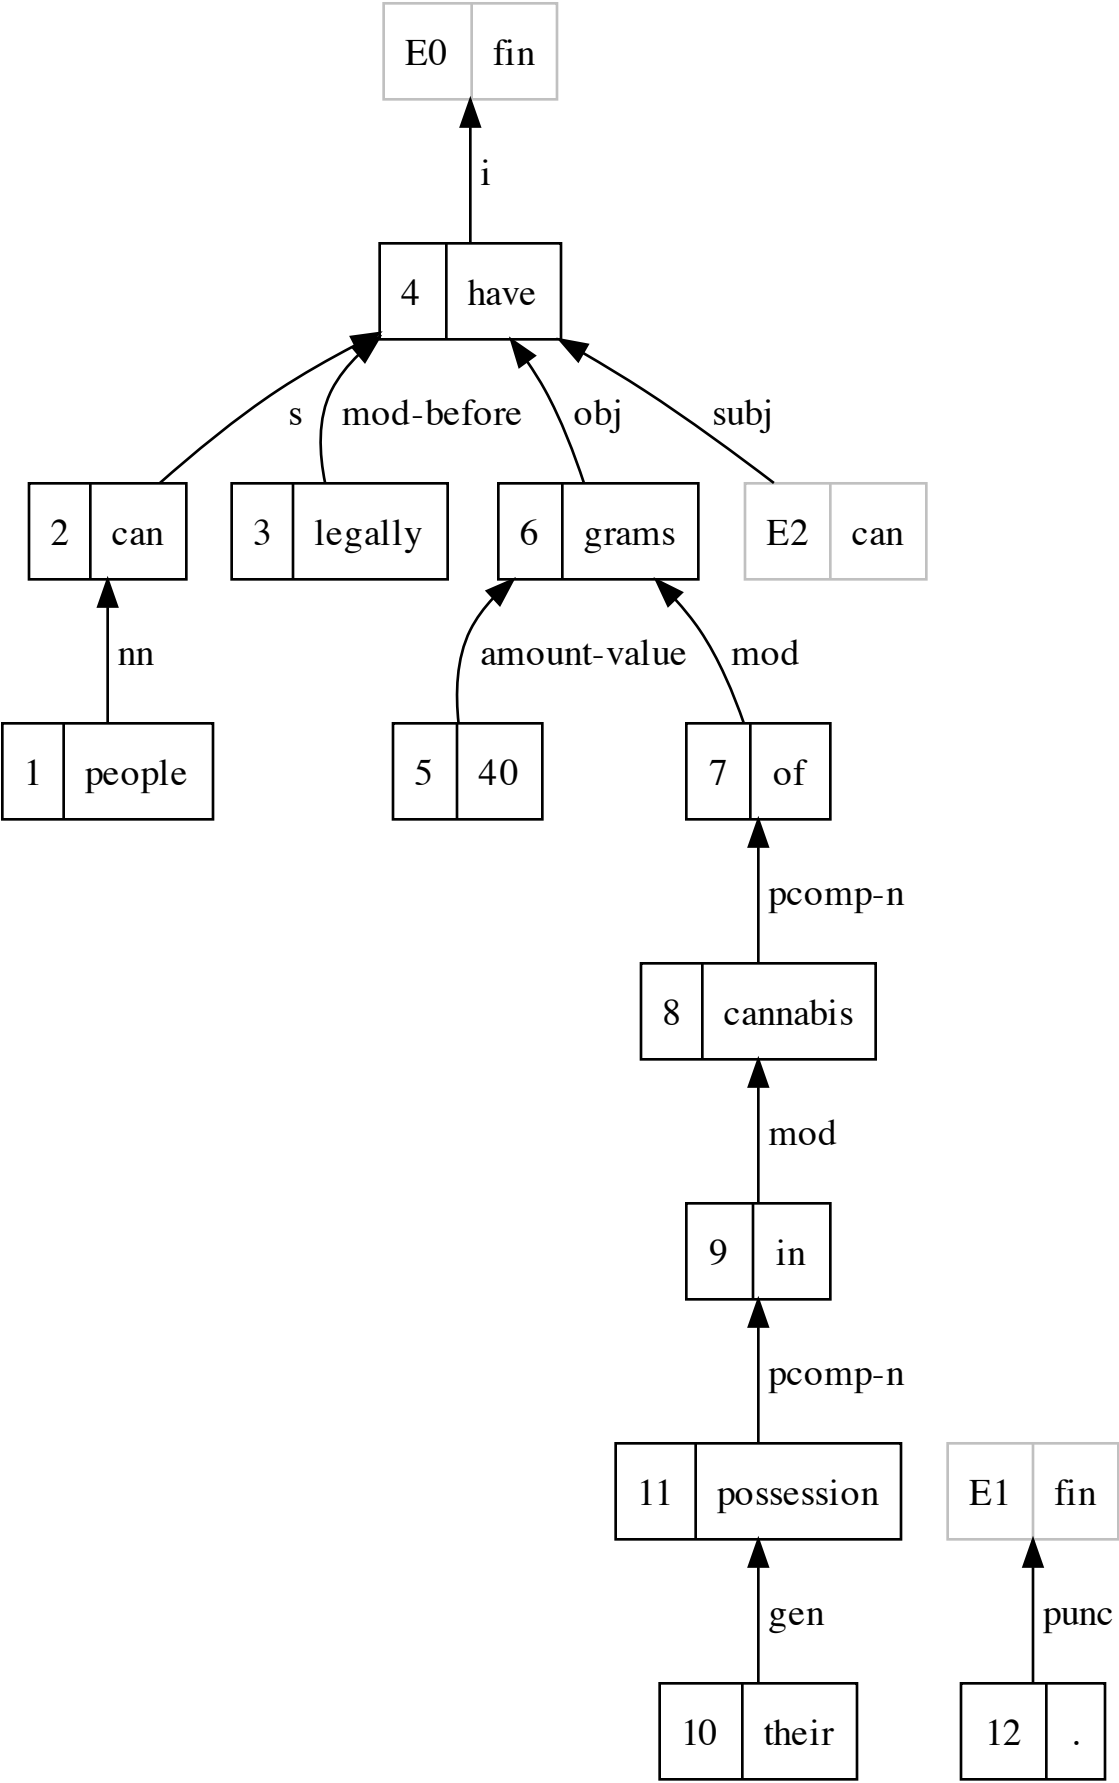 E0 fin
i
4 have
s mod-before obj subj
2 can 3 legally 6 grams E2 can
nn amount-value mod
1 people 5 40 7 of
pcomp-n
8 cannabis
mod
9 in
pcomp-n
11 possession E1 fin
gen punc
10 their 12 .